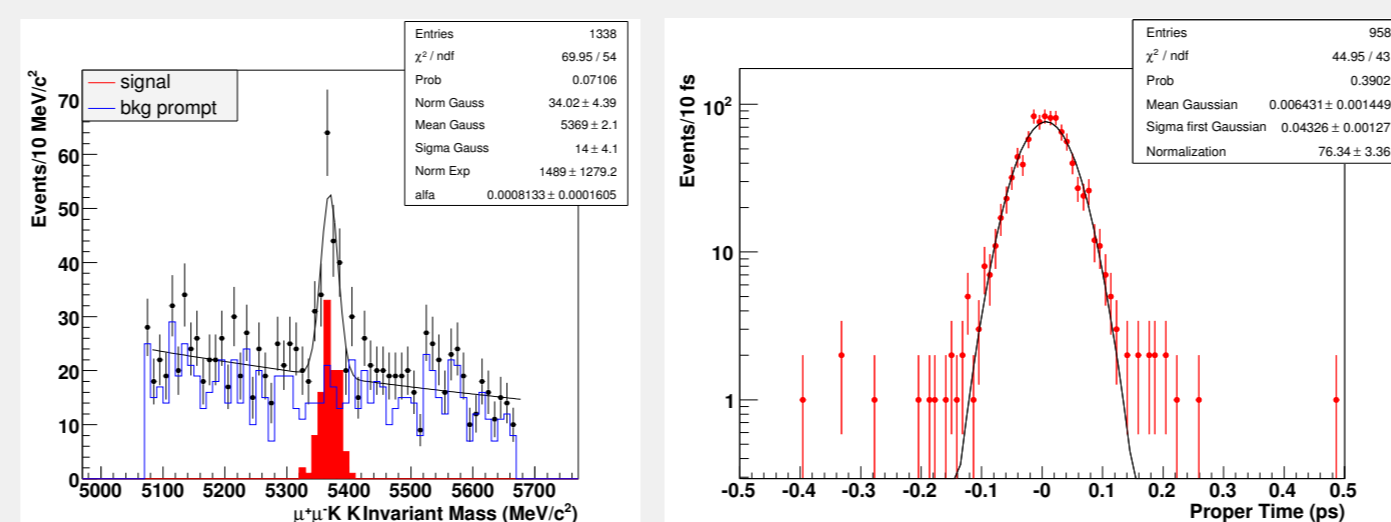 Entries 1338
χ² / ndf 69.95 / 54
Prob 0.07106
Norm Gauss 34.02 ± 4.39
Mean Gauss 5369 ± 2.1
Sigma Gauss 14 ± 4.1
Norm Exp 1489 ± 1279.2
alfa 0.0008133 ± 0.0001605
signal
bkg prompt
Events/10 MeV/c²
70
60
50
40
30
20
10
0
5000 5100 5200 5300 5400 5500 5600 5700
μ⁺μ⁻K K Invariant Mass (MeV/c²)
Entries 958
χ² / ndf 44.95 / 43
Prob 0.3902
Mean Gaussian 0.006431 ± 0.001449
Sigma first Gaussian 0.04326 ± 0.00127
Normalization 76.34 ± 3.36
Events/10 fs
10²
10
1
-0.5 -0.4 -0.3 -0.2 -0.1 -0 0.1 0.2 0.3 0.4 0.5
Proper Time (ps)